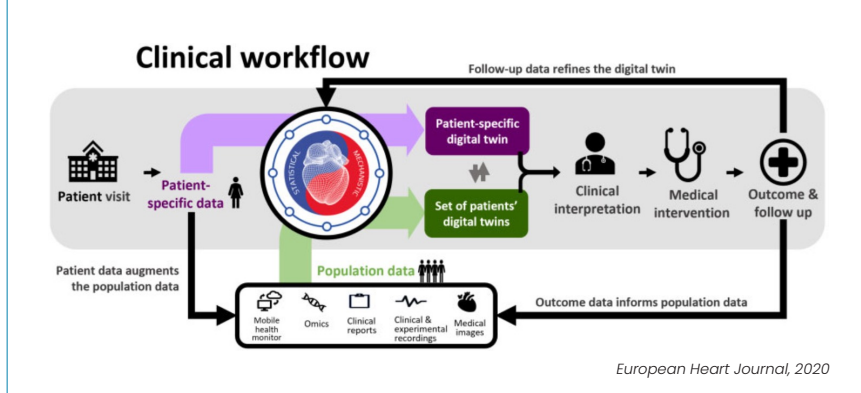 Clinical workflow
Follow-up data refines the digital twin
Patient visit
Patient-
specific data
STATISTICAL
MECHANISTIC
Patient-specific
digital twin
Set of patients'
digital twins
Clinical
interpretation
Medical
intervention
Outcome &
follow up
Patient data augments
the population data
Population data
Outcome data informs population data
Mobile
health
monitor
Omics
Clinical
reports
Clinical &
experimental
recordings
Medical
images
European Heart Journal, 2020